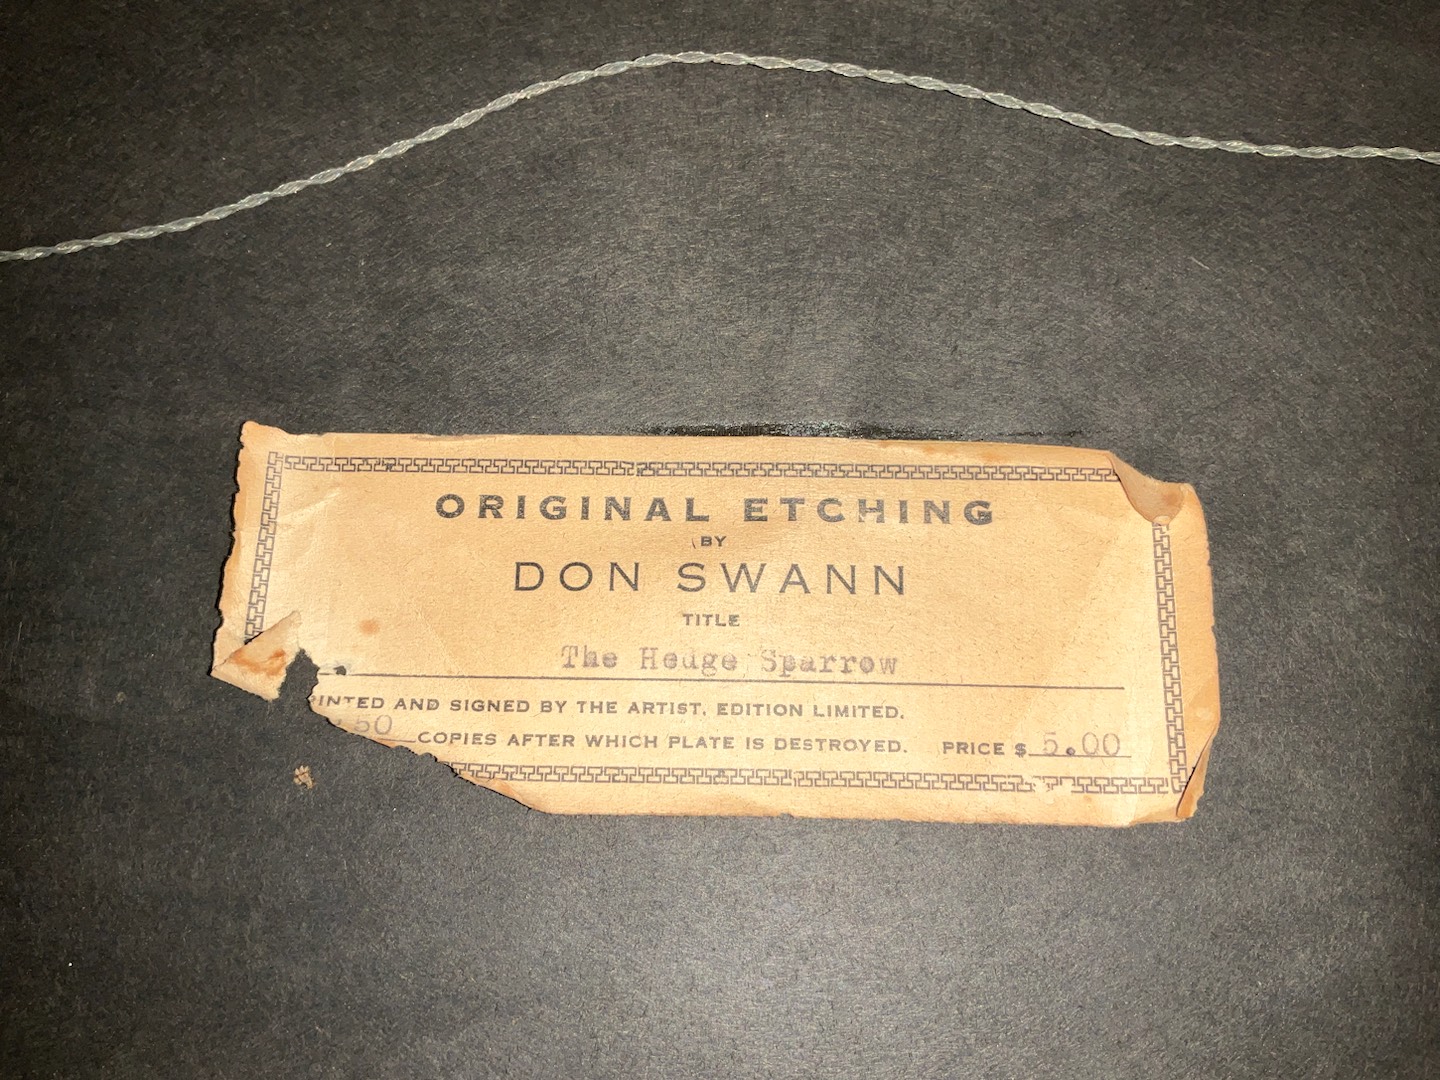 ORIGINAL ETCHING
BY
DON SWANN
TITLE
The Hedge Sparrow
INTED AND SIGNED BY THE ARTIST. EDITION LIMITED.
50 COPIES AFTER WHICH PLATE IS DESTROYED. PRICE $ 5.00